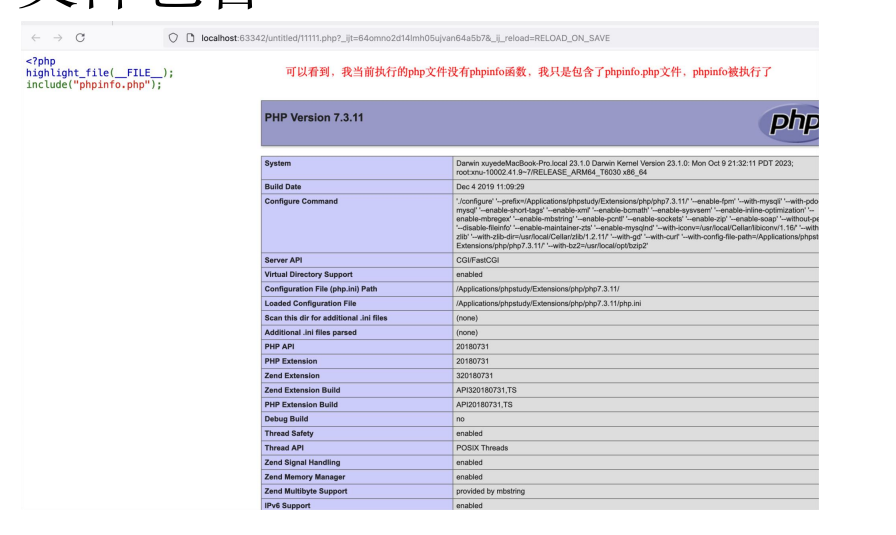 localhost:63342/untitled/11111.php?_ijt=64omno2d14lmh05ujvan64a5b7&_ij_reload=RELOAD_ON_SAVE
<?php
highlight_file(__FILE__);
include("phpinfo.php");
可以看到，我当前执行的php文件没有phpinfo函数，我只是包含了phpinfo.php文件，phpinfo被执行了
PHP Version 7.3.11
php
System
Darwin xuyedeMacBook-Pro.local 23.1.0 Darwin Kernel Version 23.1.0: Mon Oct 9 21:32:11 PDT 2023;
root:xnu-10002.41.9~7/RELEASE_ARM64_T6030 x86_64
Build Date Dec 4 2019 11:09:29
Configure Command
'./configure' '--prefix=/Applications/phpstudy/Extensions/php/php7.3.11/' '--enable-fpm' '--with-mysqli' '--with-pdo
mysql' '--enable-short-tags' '--enable-xml' '--enable-bcmath' '--enable-sysvsem' '--enable-inline-optimization' '--
enable-mbregex' '--enable-mbstring' '--enable-pcntl' '--enable-sockets' '--enable-zip' '--enable-soap' '--without-pe
'--disable-fileinfo' '--enable-maintainer-zts' '--enable-mysqlnd' '--with-iconv=/usr/local/Cellar/libiconv/1.16/' '--with
zlib' '--with-zlib-dir=/usr/local/Cellar/zlib/1.2.11/' '--with-gd' '--with-curl' '--with-config-file-path=/Applications/phpst
Extensions/php/php7.3.11/' '--with-bz2=/usr/local/opt/bzip2'
Server API CGI/FastCGI
Virtual Directory Support enabled
Configuration File (php.ini) Path /Applications/phpstudy/Extensions/php/php7.3.11/
Loaded Configuration File /Applications/phpstudy/Extensions/php/php7.3.11/php.ini
Scan this dir for additional .ini files (none)
Additional .ini files parsed (none)
PHP API 20180731
PHP Extension 20180731
Zend Extension 320180731
Zend Extension Build API320180731,TS
PHP Extension Build API20180731,TS
Debug Build no
Thread Safety enabled
Thread API POSIX Threads
Zend Signal Handling enabled
Zend Memory Manager enabled
Zend Multibyte Support provided by mbstring
IPv6 Support enabled